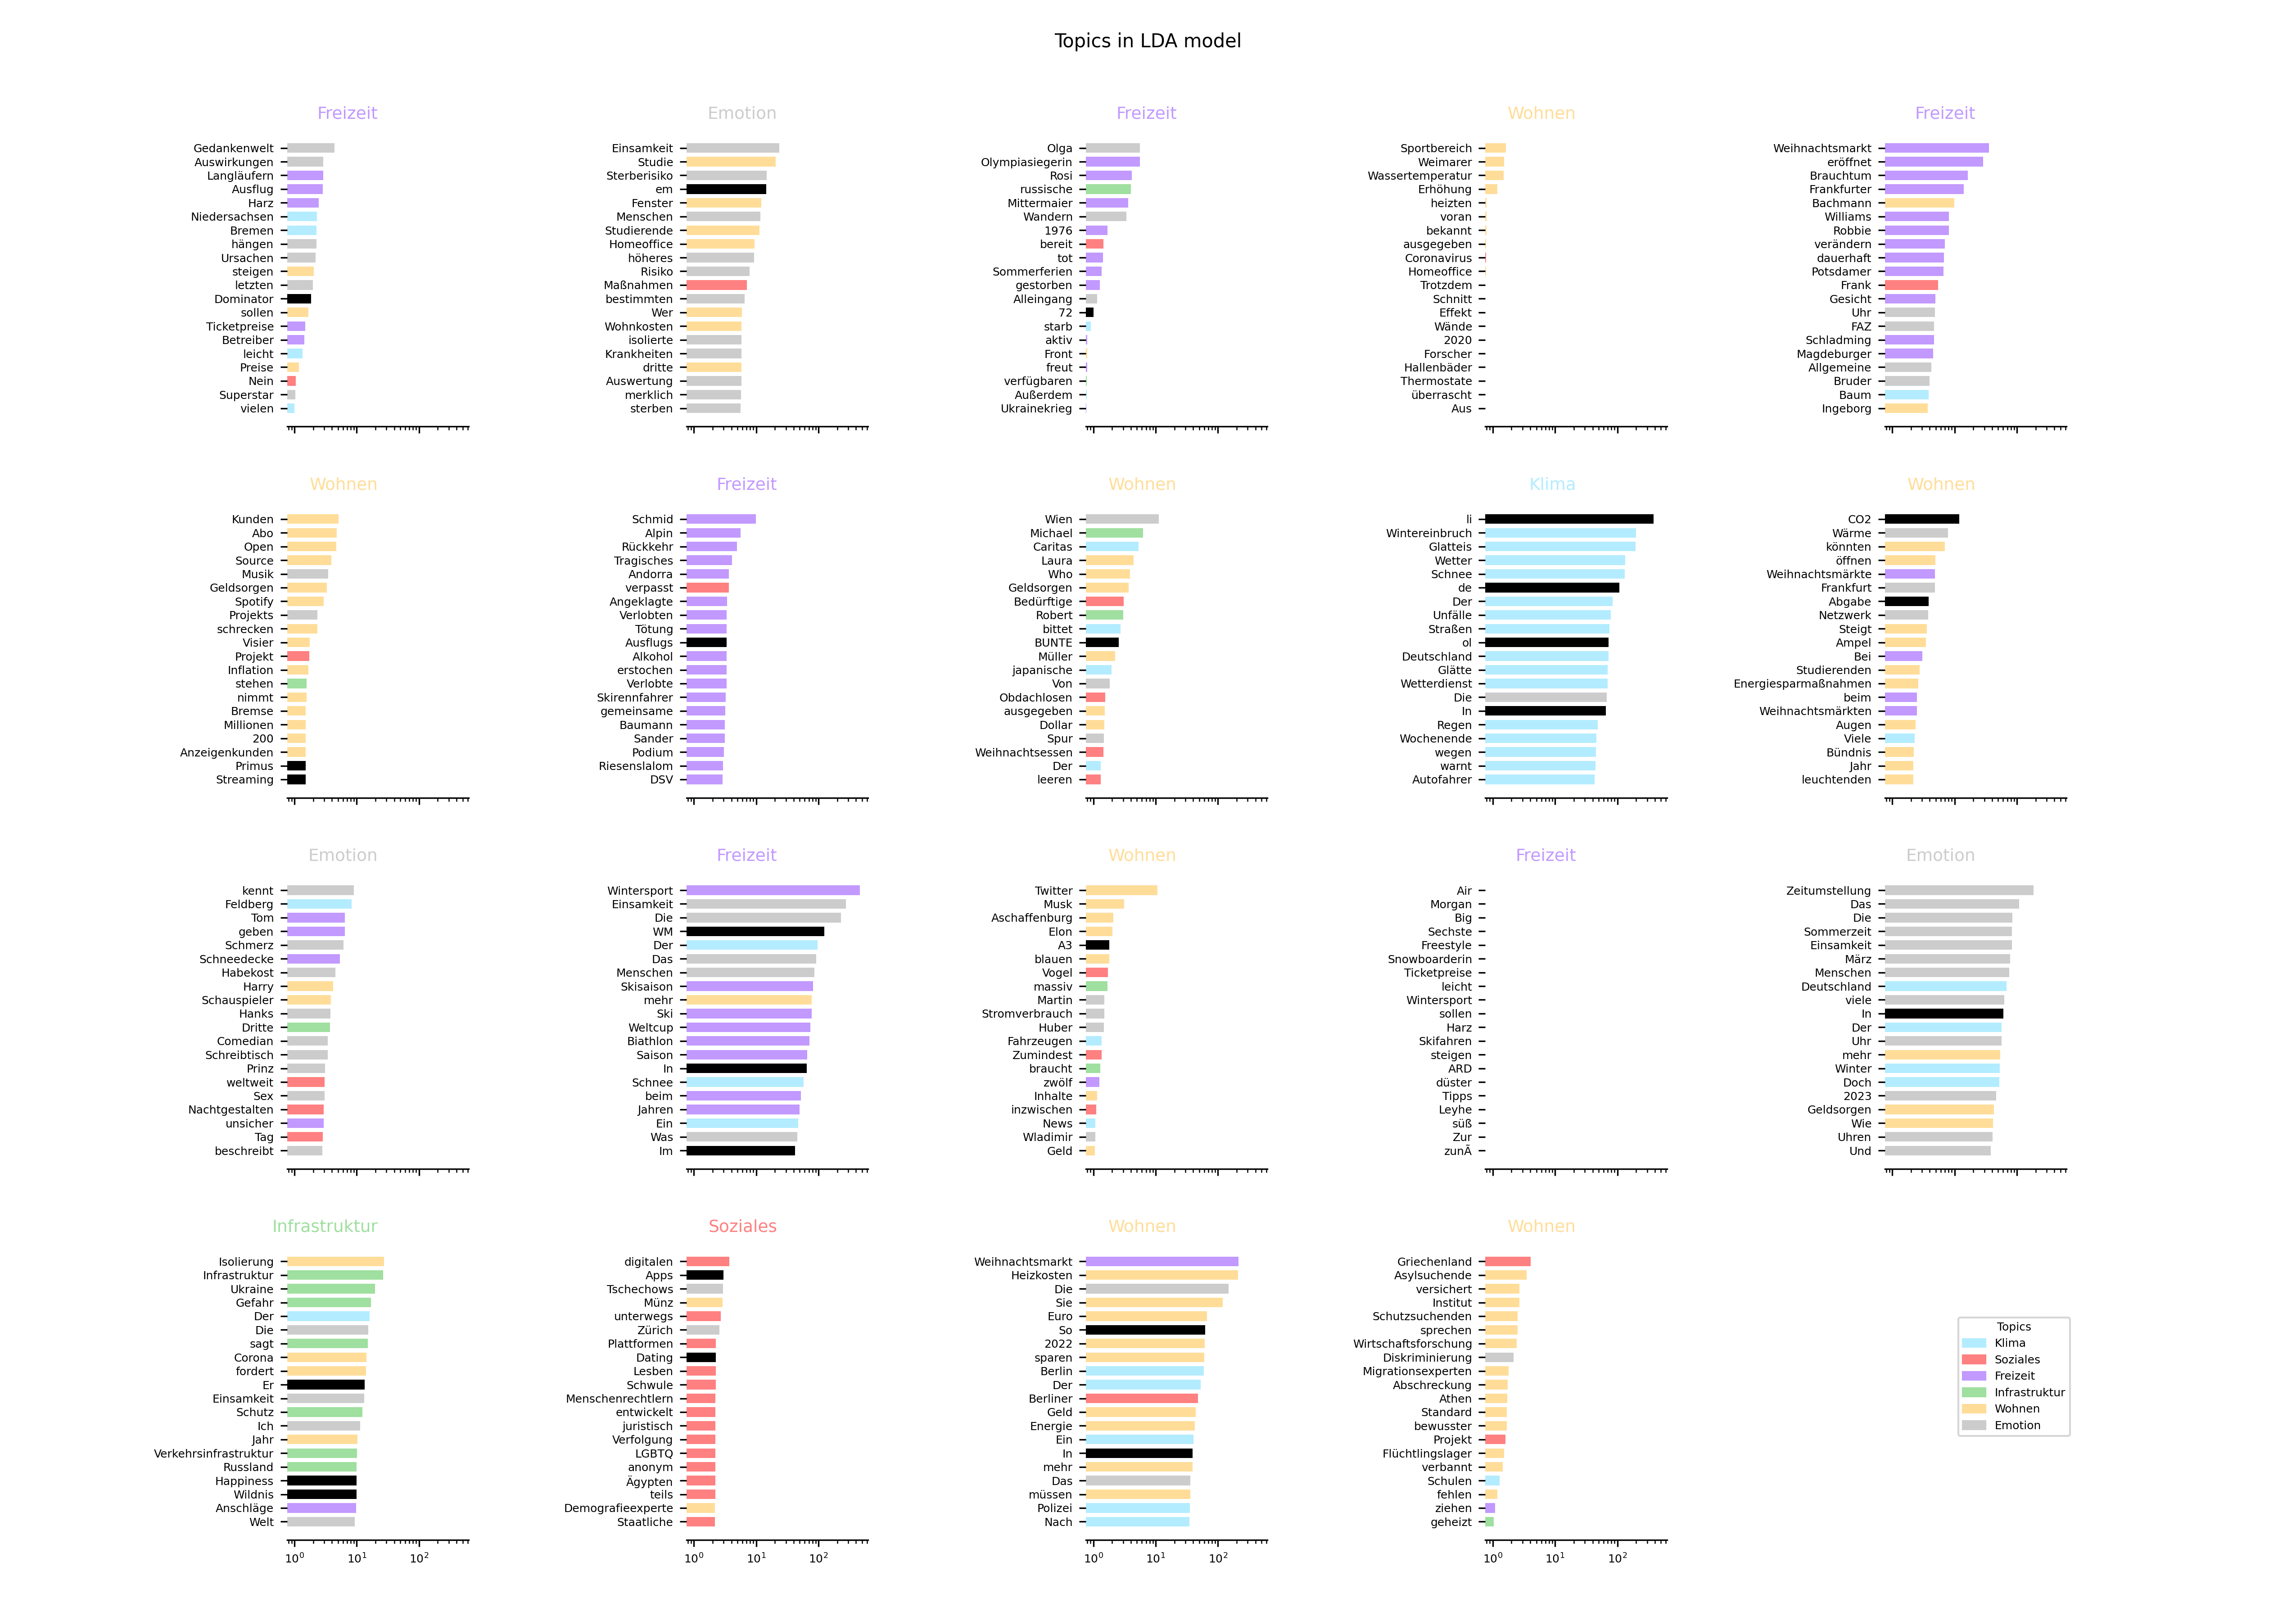 Topics in LDA model
Freizeit
Gedankenwelt
Auswirkungen
Langläufern
Ausflug
Harz
Niedersachsen
Bremen
hängen
Ursachen
steigen
letzten
Dominator
sollen
Ticketpreise
Betreiber
leicht
Preise
Nein
Superstar
vielen
Emotion
Einsamkeit
Studie
Sterberisiko
em
Fenster
Menschen
Studierende
Homeoffice
höheres
Risiko
Maßnahmen
bestimmten
Wer
Wohnkosten
isolierte
Krankheiten
dritte
Auswertung
merklich
sterben
Freizeit
Olga
Olympiasiegerin
Rosi
russische
Mittermaier
Wandern
1976
bereit
tot
Sommerferien
gestorben
Alleingang
72
starb
aktiv
Front
freut
verfügbaren
Außerdem
Ukrainekrieg
Wohnen
Sportbereich
Weimarer
Wassertemperatur
Erhöhung
heizten
voran
bekannt
ausgegeben
Coronavirus
Homeoffice
Trotzdem
Schnitt
Effekt
Wände
2020
Forscher
Hallenbäder
Thermostate
überrascht
Aus
Freizeit
Weihnachtsmarkt
eröffnet
Brauchtum
Frankfurter
Bachmann
Williams
Robbie
verändern
dauerhaft
Potsdamer
Frank
Gesicht
Uhr
FAZ
Schladming
Magdeburger
Allgemeine
Bruder
Baum
Ingeborg
Wohnen
Kunden
Abo
Open
Source
Musik
Geldsorgen
Spotify
Projekts
schrecken
Visier
Projekt
Inflation
stehen
nimmt
Bremse
Millionen
200
Anzeigenkunden
Primus
Streaming
Freizeit
Schmid
Alpin
Rückkehr
Tragisches
Andorra
verpasst
Angeklagte
Verlobten
Tötung
Ausflugs
Alkohol
erstochen
Verlobte
Skirennfahrer
gemeinsame
Baumann
Sander
Podium
Riesenslalom
DSV
Wohnen
Wien
Michael
Caritas
Laura
Who
Geldsorgen
Bedürftige
Robert
bittet
BUNTE
Müller
japanische
Von
Obdachlosen
ausgegeben
Dollar
Spur
Weihnachtsessen
Der
leeren
Klima
li
Wintereinbruch
Glatteis
Wetter
Schnee
de
Der
Unfälle
Straßen
ol
Deutschland
Glätte
Wetterdienst
Die
In
Regen
Wochenende
wegen
warnt
Autofahrer
Wohnen
CO2
Wärme
könnten
öffnen
Weihnachtsmärkte
Frankfurt
Abgabe
Netzwerk
Steigt
Ampel
Bei
Studierenden
Energiesparmaßnahmen
beim
Weihnachtsmärkten
Augen
Viele
Bündnis
Jahr
leuchtenden
Emotion
kennt
Feldberg
Tom
geben
Schmerz
Schneedecke
Habekost
Harry
Schauspieler
Hanks
Dritte
Comedian
Schreibtisch
Prinz
weltweit
Sex
Nachtgestalten
unsicher
Tag
beschreibt
Freizeit
Wintersport
Einsamkeit
Die
WM
Der
Das
Menschen
Skisaison
mehr
Ski
Weltcup
Biathlon
Saison
In
Schnee
beim
Jahren
Ein
Was
Im
Wohnen
Twitter
Musk
Aschaffenburg
Elon
A3
blauen
Vogel
massiv
Martin
Stromverbrauch
Huber
Fahrzeugen
Zumindest
braucht
zwölf
Inhalte
inzwischen
News
Wladimir
Geld
Freizeit
Air
Morgan
Big
Sechste
Freestyle
Snowboarderin
Ticketpreise
leicht
Wintersport
sollen
Harz
Skifahren
steigen
ARD
düster
Tipps
Leyhe
süß
Zur
zunÃ
Emotion
Zeitumstellung
Das
Die
Sommerzeit
Einsamkeit
März
Menschen
Deutschland
viele
In
Der
Uhr
mehr
Winter
Doch
2023
Geldsorgen
Wie
Uhren
Und
Infrastruktur
Isolierung
Infrastruktur
Ukraine
Gefahr
Der
Die
sagt
Corona
fordert
Er
Einsamkeit
Schutz
Ich
Jahr
Verkehrsinfrastruktur
Russland
Happiness
Wildnis
Anschläge
Welt
10⁰ 10¹ 10²
Soziales
digitalen
Apps
Tschechows
Münz
unterwegs
Zürich
Plattformen
Dating
Lesben
Schwule
Menschenrechtlern
entwickelt
juristisch
Verfolgung
LGBTQ
anonym
Ägypten
teils
Demografieexperte
Staatliche
10⁰ 10¹ 10²
Wohnen
Weihnachtsmarkt
Heizkosten
Die
Sie
Euro
So
2022
sparen
Berlin
Der
Berliner
Geld
Energie
Ein
In
mehr
Das
müssen
Polizei
Nach
10⁰ 10¹ 10²
Wohnen
Griechenland
Asylsuchende
versichert
Institut
Schutzsuchenden
sprechen
Wirtschaftsforschung
Diskriminierung
Migrationsexperten
Abschreckung
Athen
Standard
bewusster
Projekt
Flüchtlingslager
verbannt
Schulen
fehlen
ziehen
geheizt
10⁰ 10¹ 10²
Topics
Klima
Soziales
Freizeit
Infrastruktur
Wohnen
Emotion